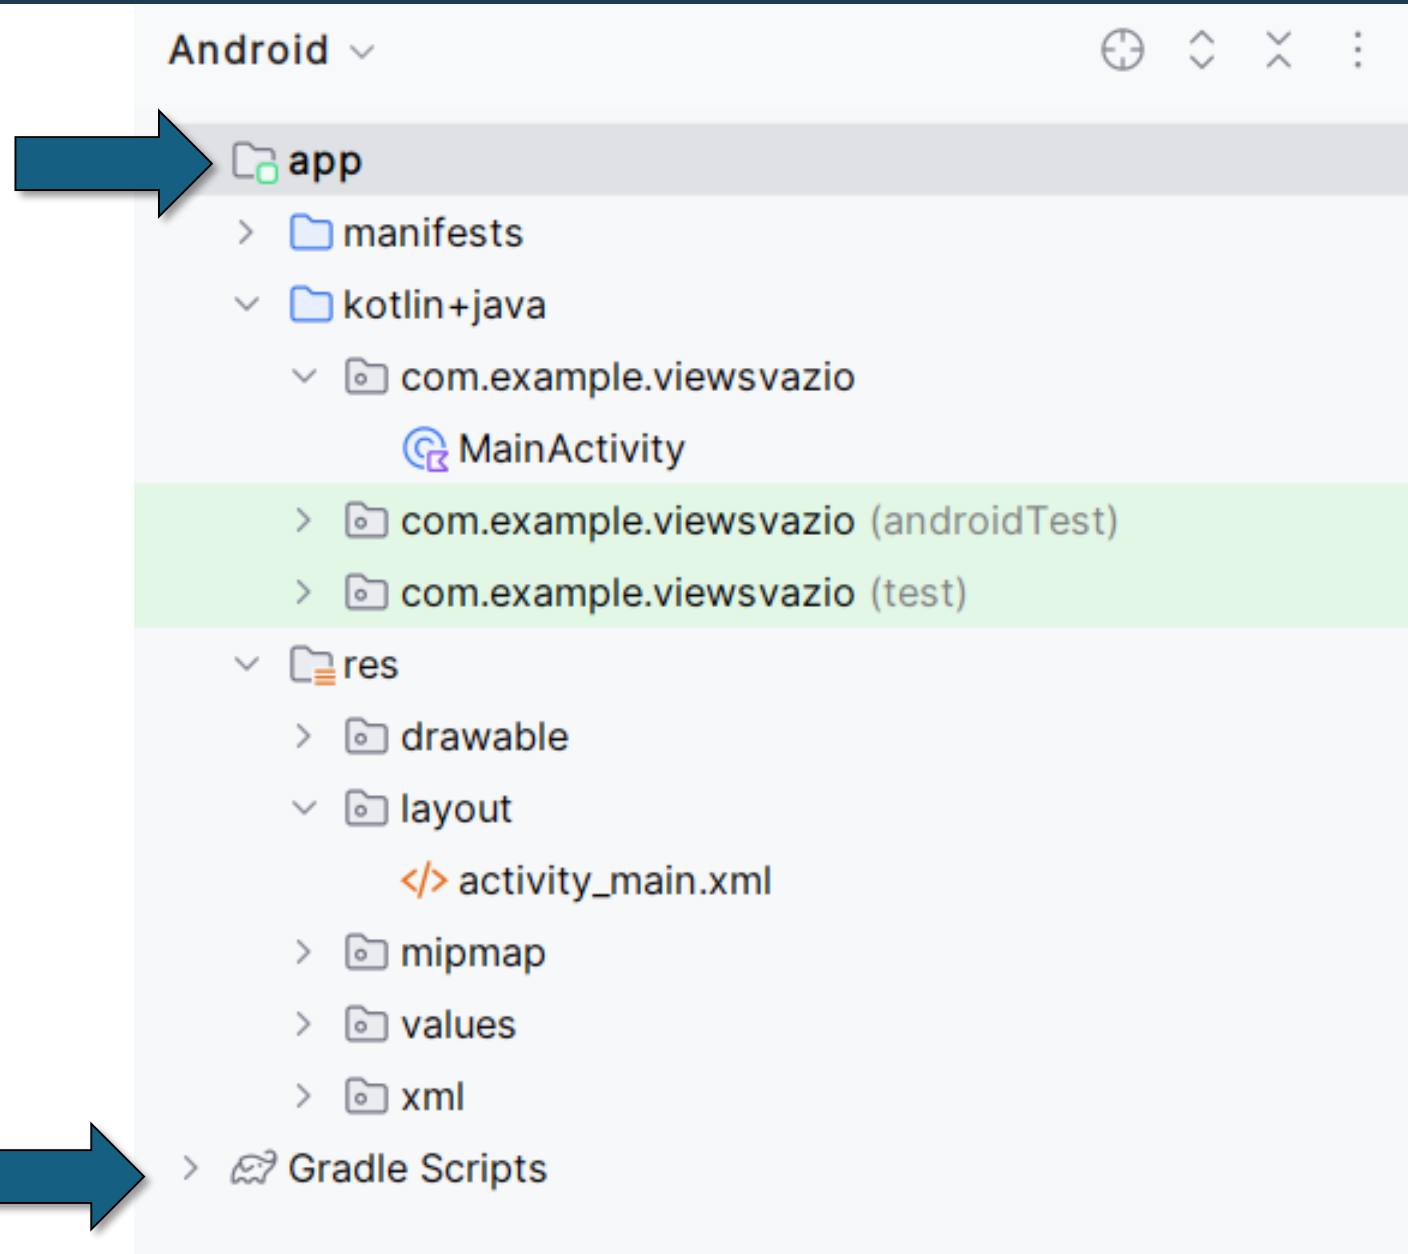 Android
app
manifests
kotlin+java
com.example.viewsvazio
MainActivity
com.example.viewsvazio (androidTest)
com.example.viewsvazio (test)
res
drawable
layout
activity_main.xml
mipmap
values
xml
Gradle Scripts